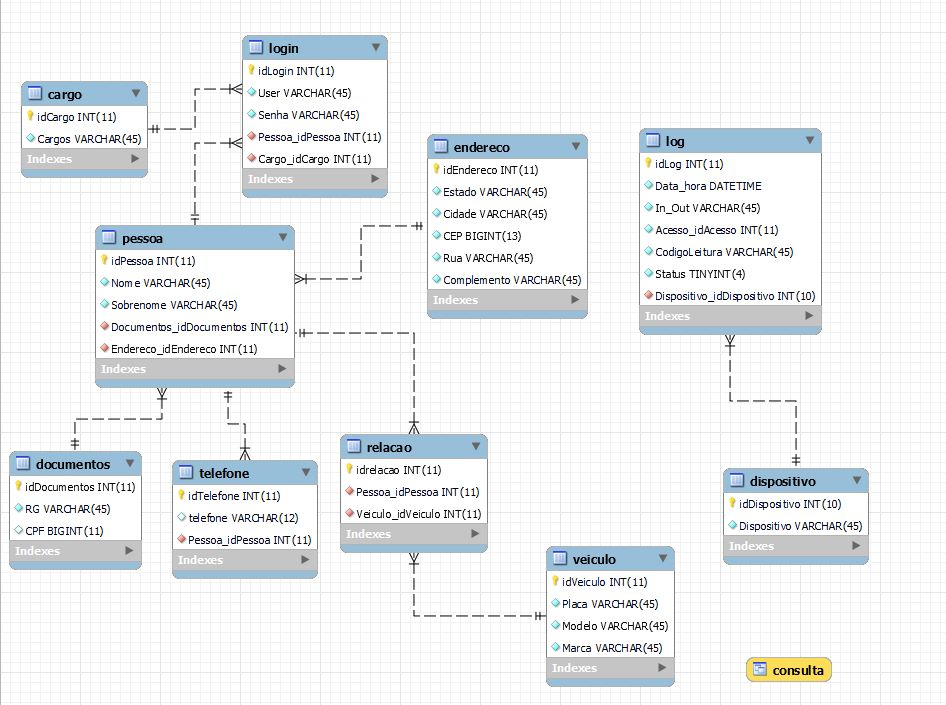 login
idLogin INT(11)
User VARCHAR(45)
Senha VARCHAR(45)
Pessoa_idPessoa INT(11)
Cargo_idCargo INT(11)
Indexes
cargo
idCargo INT(11)
Cargos VARCHAR(45)
Indexes
endereco
idEndereco INT(11)
Estado VARCHAR(45)
Cidade VARCHAR(45)
CEP BIGINT(13)
Rua VARCHAR(45)
Complemento VARCHAR(45)
Indexes
log
idLog INT(11)
Data_hora DATETIME
In_Out VARCHAR(45)
Acesso_idAcesso INT(11)
CodigoLeitura VARCHAR(45)
Status TINYINT(4)
Dispositivo_idDispositivo INT(10)
Indexes
pessoa
idPessoa INT(11)
Nome VARCHAR(45)
Sobrenome VARCHAR(45)
Documentos_idDocumentos INT(11)
Endereco_idEndereco INT(11)
Indexes
documentos
idDocumentos INT(11)
RG VARCHAR(45)
CPF BIGINT(11)
Indexes
telefone
idTelefone INT(11)
telefone VARCHAR(12)
Pessoa_idPessoa INT(11)
Indexes
relacao
idrelacao INT(11)
Pessoa_idPessoa INT(11)
Veiculo_idVeiculo INT(11)
Indexes
dispositivo
idDispositivo INT(10)
Dispositivo VARCHAR(45)
Indexes
veiculo
idVeiculo INT(11)
Placa VARCHAR(45)
Modelo VARCHAR(45)
Marca VARCHAR(45)
Indexes
consulta